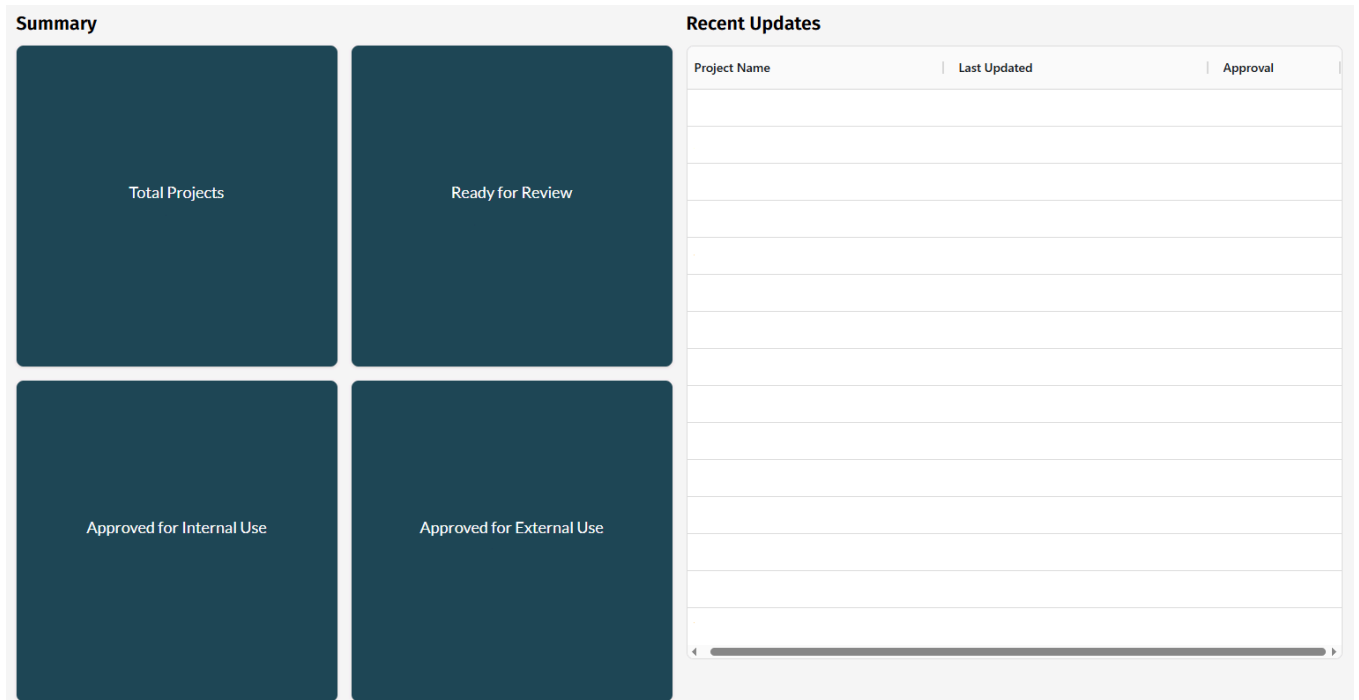 Summary
Total Projects
Ready for Review
Approved for Internal Use
Approved for External Use
Recent Updates
Project Name
Last Updated
Approval